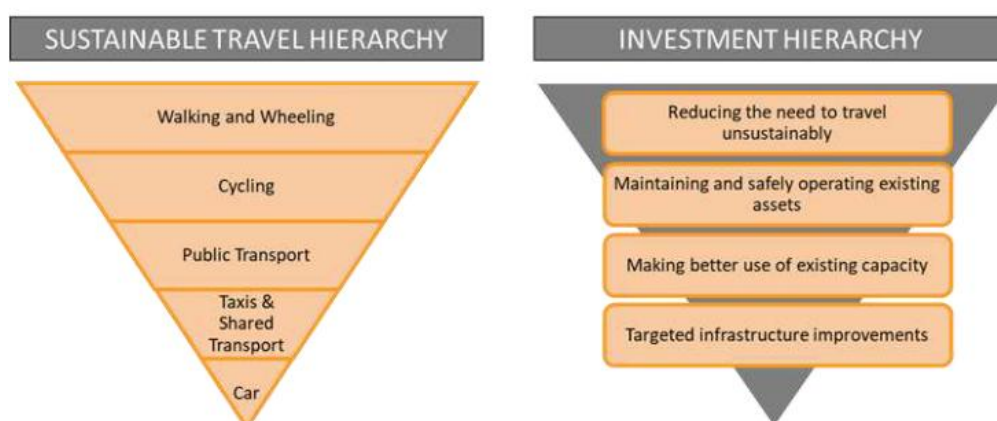 SUSTAINABLE TRAVEL HIERARCHY
Walking and Wheeling
Cycling
Public Transport
Taxis &
Shared
Transport
Car
INVESTMENT HIERARCHY
Reducing the need to travel
unsustainably
Maintaining and safely operating existing
assets
Making better use of existing capacity
Targeted infrastructure improvements